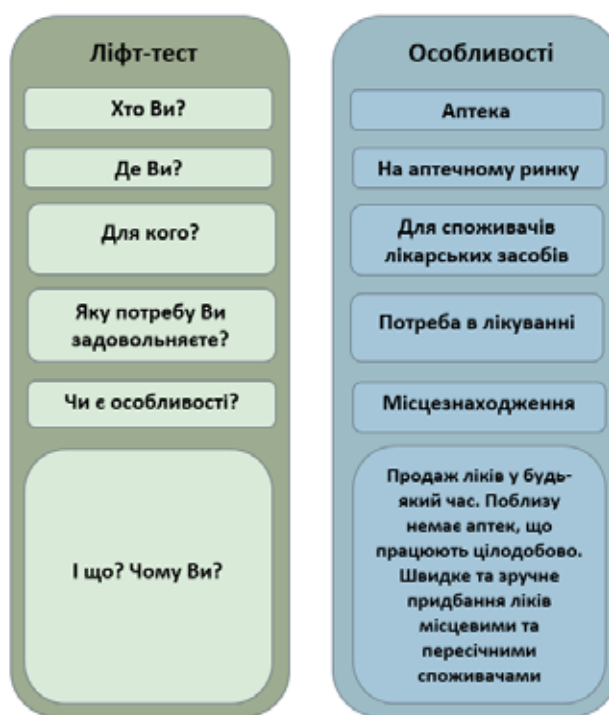 Ліфт-тест
Хто Ви?
Де Ви?
Для кого?
Яку потребу Ви
задовольняєте?
Чи є особливості?
І що? Чому Ви?
Особливості
Аптека
На аптечному ринку
Для споживачів
лікарських засобів
Потреба в лікуванні
Місцезнаходження
Продаж ліків у будь-
який час. Поблизу
немає аптек, що
працюють цілодобово.
Швидке та зручне
придбання ліків
місцевими та
пересічними
споживачами